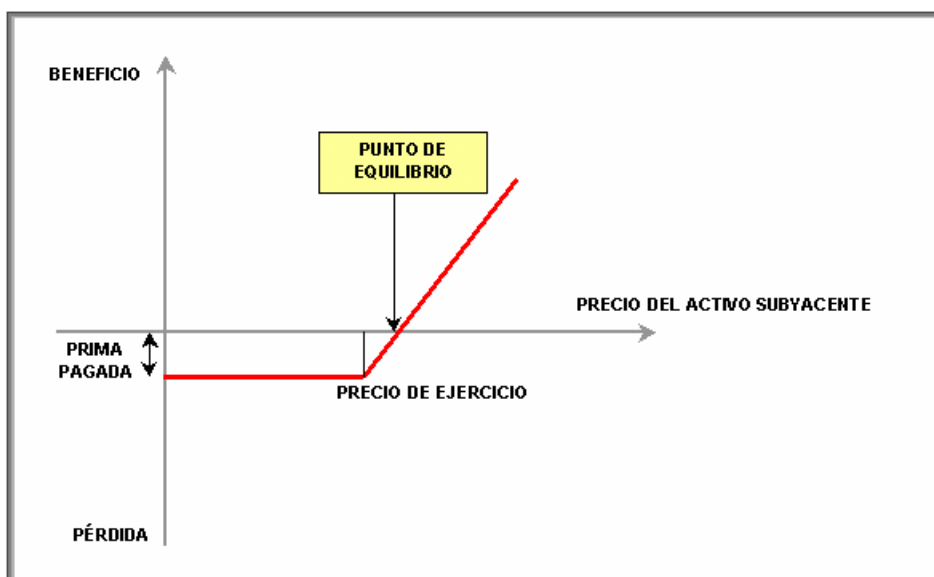 BENEFICIO
PUNTO DE
EQUILIBRIO
PRECIO DEL ACTIVO SUBYACENTE
PRIMA
PAGADA
PRECIO DE EJERCICIO
PÉRDIDA